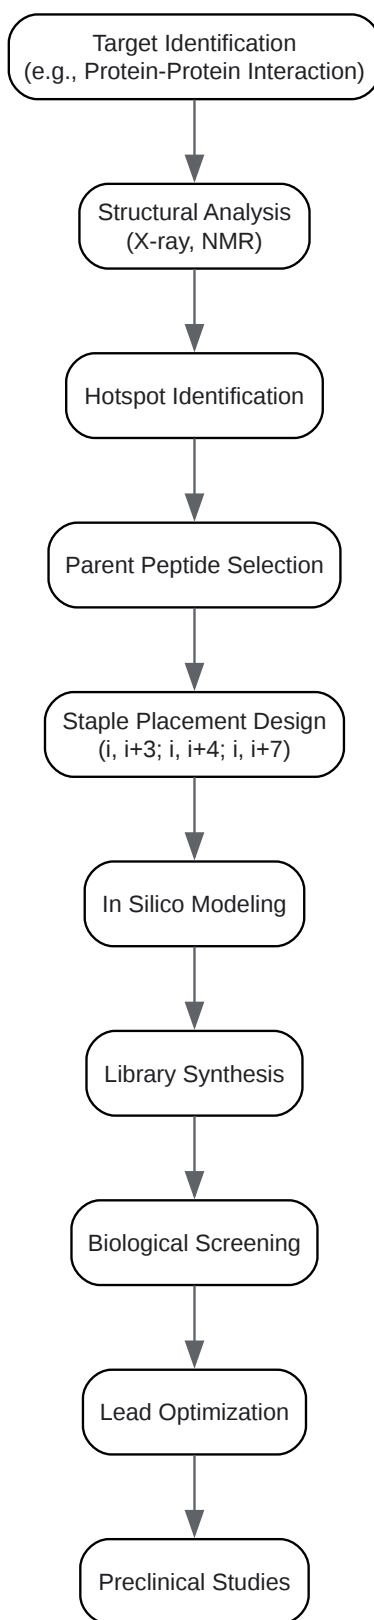 Target Identification
(e.g., Protein-Protein Interaction)
Structural Analysis
(X-ray, NMR)
Hotspot Identification
Parent Peptide Selection
Staple Placement Design
(i, i+3; i, i+4; i, i+7)
In Silico Modeling
Library Synthesis
Biological Screening
Lead Optimization
Preclinical Studies